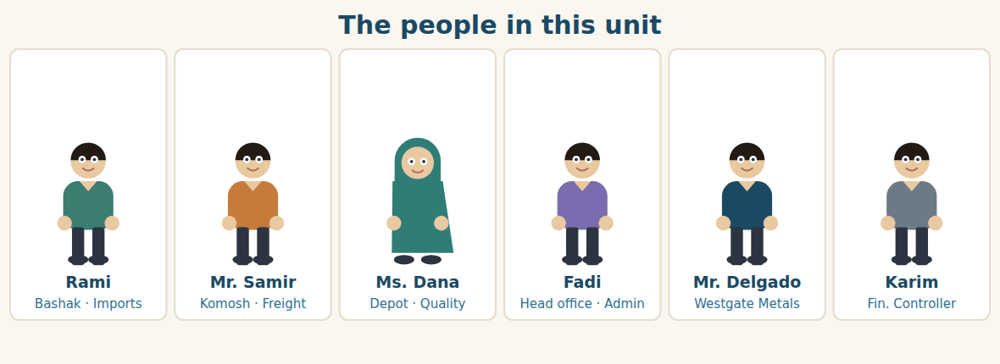 The people in this unit
Rami
Bashak · Imports
Mr. Samir
Komosh · Freight
Ms. Dana
Depot · Quality
Fadi
Head office · Admin
Mr. Delgado
Westgate Metals
Karim
Fin. Controller